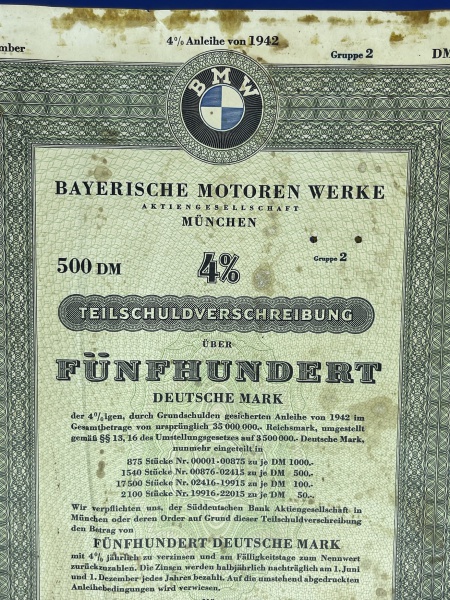 mber
4% Anleihe von 1942
Gruppe 2
DM
BMW
BAYERISCHE MOTOREN WERKE
AKTIENGESELLSCHAFT
MÜNCHEN
500 DM
4%
Gruppe 2
TEILSCHULDVERSCHREIBUNG
ÜBER
FÜNFHUNDERT
DEUTSCHE MARK
der 4%igen, durch Grundschulden gesicherten Anleihe von 1942 im
Gesamtbetrage von ursprünglich 35 000 000.- Reichsmark, umgestellt
gemäß §§ 13, 16 des Umstellungsgesetzes auf 3 500 000.- Deutsche Mark,
nunmehr eingeteilt in
875 Stücke Nr. 00001-00875 zu je DM 1000.-
1540 Stücke Nr. 00876-02415 zu je DM 500.-
17 500 Stücke Nr. 02416-19915 zu je DM 100.-
2100 Stücke Nr. 19916-22015 zu je DM 50.-
Wir verpflichten uns, der Süddeutschen Bank Aktiengesellschaft in
München oder deren Order auf Grund dieser Teilschuldverschreibung
den Betrag von
FÜNFHUNDERT DEUTSCHE MARK
mit 4% jährlich zu verzinsen und am Fälligkeitstage zum Nennwert
zurückzuzahlen. Die Zinsen werden halbjährlich nachträglich am 1. Juni
und 1. Dezember jedes Jahres bezahlt. Auf die umstehend abgedruckten
Anleihebedingungen wird verwiesen.